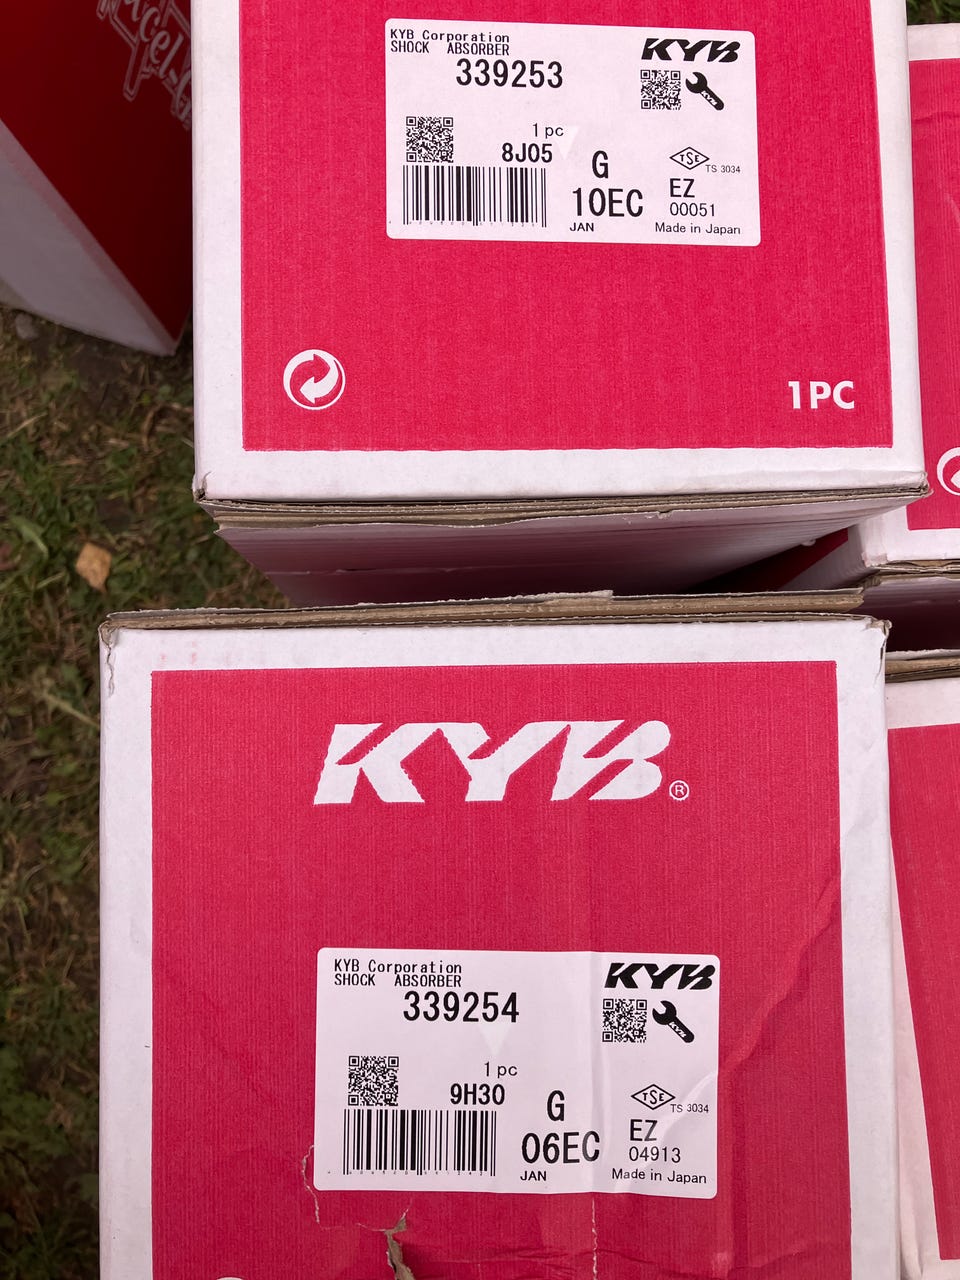 KYB Corporation
SHOCK ABSORBER
339253
KYB
KYB
1 pc
8J05
G
10EC
JAN
TSE
TS 3034
EZ
00051
Made in Japan
1PC
KYB®
KYB Corporation
SHOCK ABSORBER
339254
KYB
KYB
1 pc
9H30
G
06EC
JAN
TSE
TS 3034
EZ
04913
Made in Japan